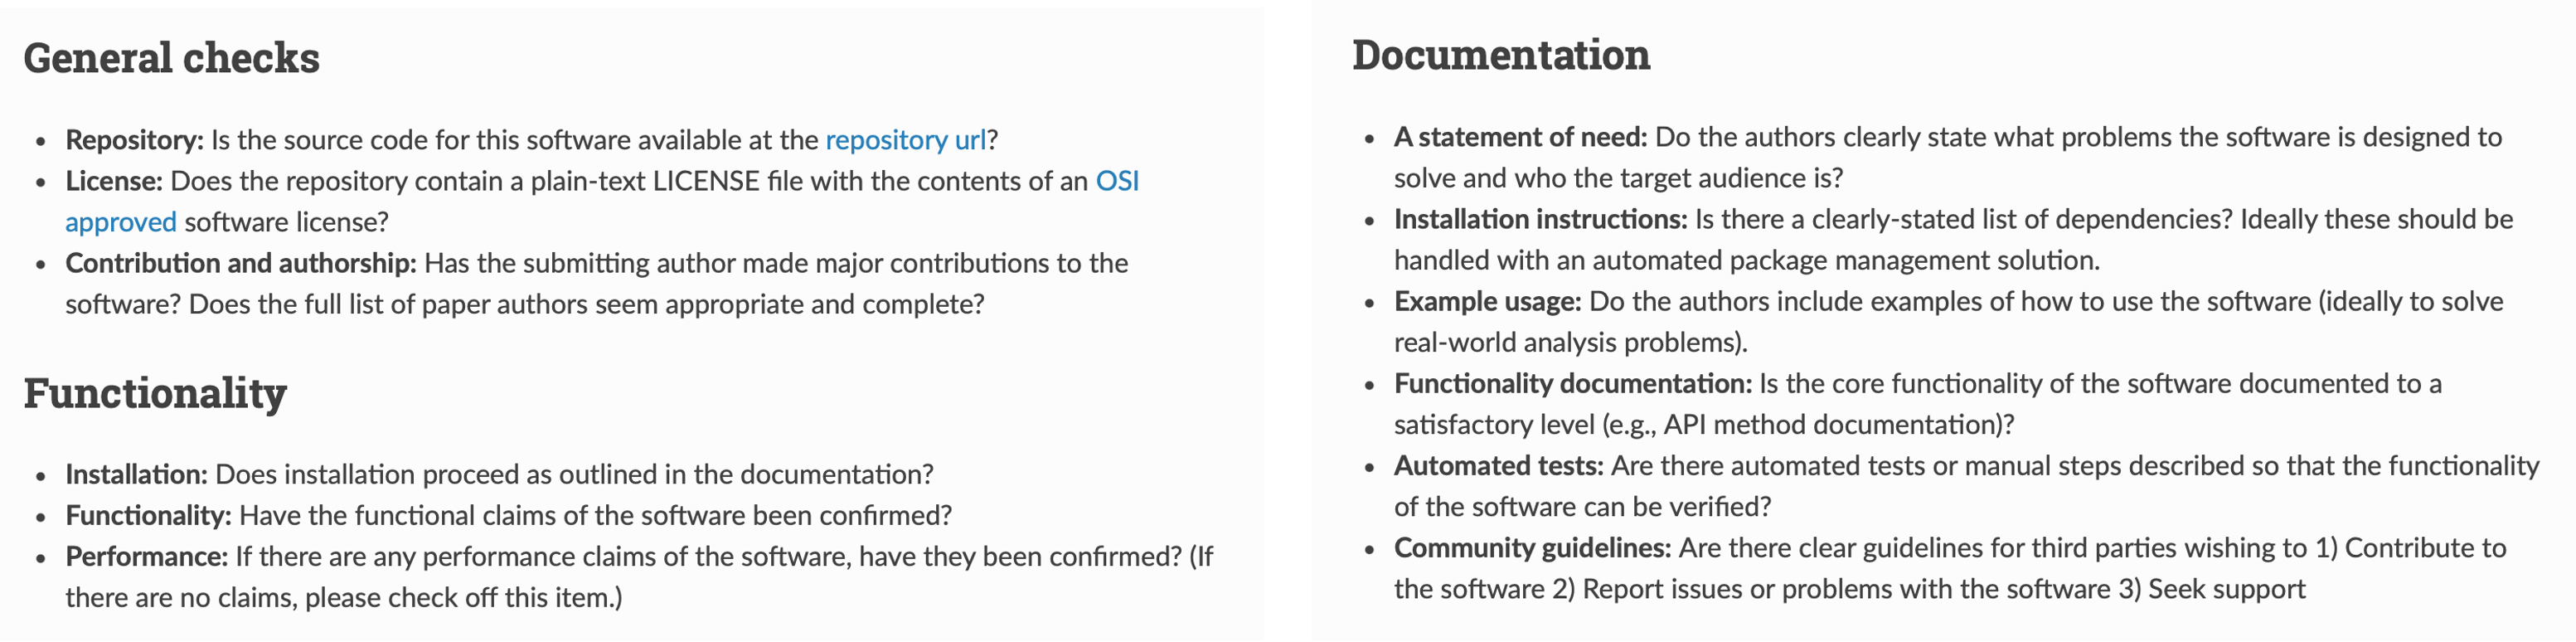 General checks
• Repository: Is the source code for this software available at the repository url?
• License: Does the repository contain a plain-text LICENSE file with the contents of an OSI
approved software license?
• Contribution and authorship: Has the submitting author made major contributions to the
software? Does the full list of paper authors seem appropriate and complete?
Functionality
• Installation: Does installation proceed as outlined in the documentation?
• Functionality: Have the functional claims of the software been confirmed?
• Performance: If there are any performance claims of the software, have they been confirmed? (If
there are no claims, please check off this item.)
Documentation
• A statement of need: Do the authors clearly state what problems the software is designed to
solve and who the target audience is?
• Installation instructions: Is there a clearly-stated list of dependencies? Ideally these should be
handled with an automated package management solution.
• Example usage: Do the authors include examples of how to use the software (ideally to solve
real-world analysis problems).
• Functionality documentation: Is the core functionality of the software documented to a
satisfactory level (e.g., API method documentation)?
• Automated tests: Are there automated tests or manual steps described so that the functionality
of the software can be verified?
• Community guidelines: Are there clear guidelines for third parties wishing to 1) Contribute to
the software 2) Report issues or problems with the software 3) Seek support